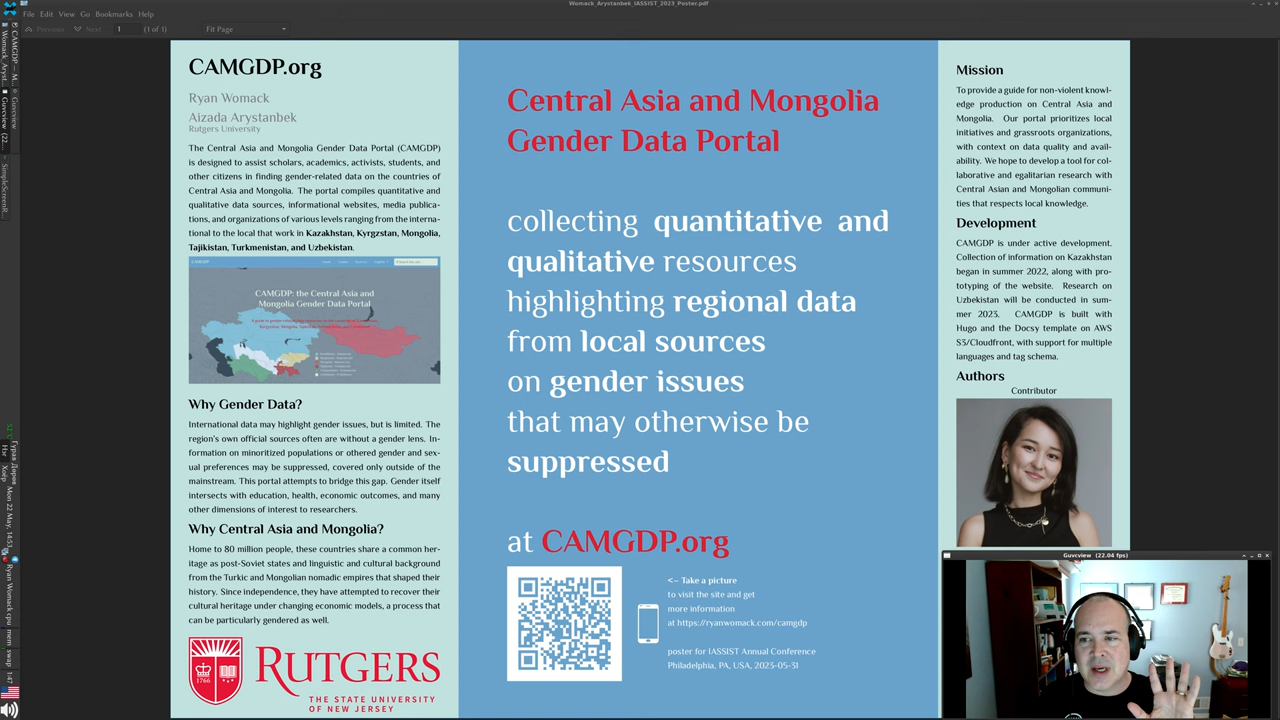 Womack_Arystanbek_IASSIST_2023_Poster.pdf
File Edit View Go Bookmarks Help
Previous Next 1 (1 of 1) Fit Page
CAMGDP.org
Ryan Womack
Aizada Arystanbek
Rutgers University
The Central Asia and Mongolia Gender Data Portal (CAMGDP)
is designed to assist scholars, academics, activists, students, and
other citizens in finding gender-related data on the countries of
Central Asia and Mongolia. The portal compiles quantitative and
qualitative data sources, informational websites, media publica-
tions, and organizations of various levels ranging from the interna-
tional to the local that work in Kazakhstan, Kyrgzstan, Mongolia,
Tajikistan, Turkmenistan, and Uzbekistan.
CAMGDP: the Central Asia and
Mongolia Gender Data Portal
Why Gender Data?
International data may highlight gender issues, but is limited. The
region's own official sources often are without a gender lens. In-
formation on minoritized populations or othered gender and sex-
ual preferences may be suppressed, covered only outside of the
mainstream. This portal attempts to bridge this gap. Gender itself
intersects with education, health, economic outcomes, and many
other dimensions of interest to researchers.
Why Central Asia and Mongolia?
Home to 80 million people, these countries share a common her-
itage as post-Soviet states and linguistic and cultural background
from the Turkic and Mongolian nomadic empires that shaped their
history. Since independence, they have attempted to recover their
cultural heritage under changing economic models, a process that
can be particularly gendered as well.
1766
RUTGERS
THE STATE UNIVERSITY
OF NEW JERSEY
Central Asia and Mongolia
Gender Data Portal
collecting quantitative and
qualitative resources
highlighting regional data
from local sources
on gender issues
that may otherwise be
suppressed
at CAMGDP.org
<– Take a picture
to visit the site and get
more information
at https://ryanwomack.com/camgdp
poster for IASSIST Annual Conference
Philadelphia, PA, USA, 2023-05-31
Mission
To provide a guide for non-violent knowl-
edge production on Central Asia and
Mongolia. Our portal prioritizes local
initiatives and grassroots organizations,
with context on data quality and avail-
ability. We hope to develop a tool for col-
laborative and egalitarian research with
Central Asian and Mongolian communi-
ties that respects local knowledge.
Development
CAMGDP is under active development.
Collection of information on Kazakhstan
began in summer 2022, along with pro-
totyping of the website. Research on
Uzbekistan will be conducted in sum-
mer 2023. CAMGDP is built with
Hugo and the Docsy template on AWS
S3/Cloudfront, with support for multiple
languages and tag schema.
Authors
Contributor
Guvcview (22.04 fps)
Mon 22 May, 14:53
Ryan Womack cpu mem swap 1:47